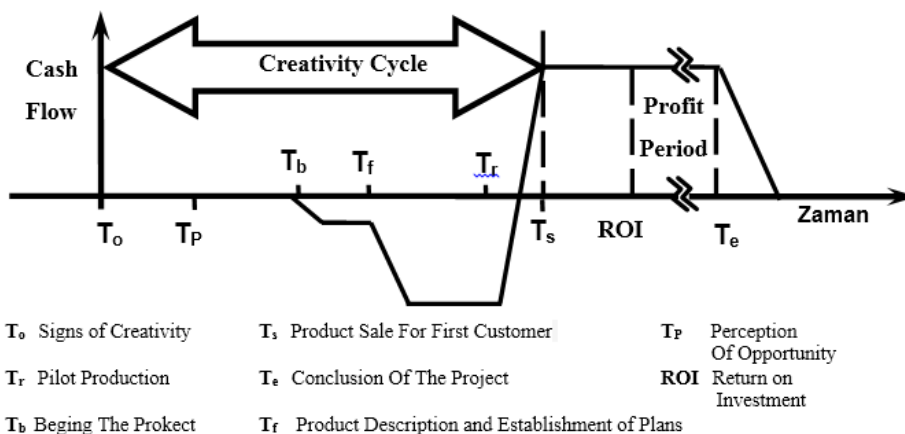 Cash
Flow
Creativity Cycle
Profit
Period
Tb
Tf
Tr
To
TP
Ts
ROI
Te
Zaman
To Signs of Creativity
Ts Product Sale For First Customer
TP Perception
Of Opportunity
Tr Pilot Production
Te Conclusion Of The Project
ROI Return on
Investment
Tb Beging The Prokect
Tf Product Description and Establishment of Plans